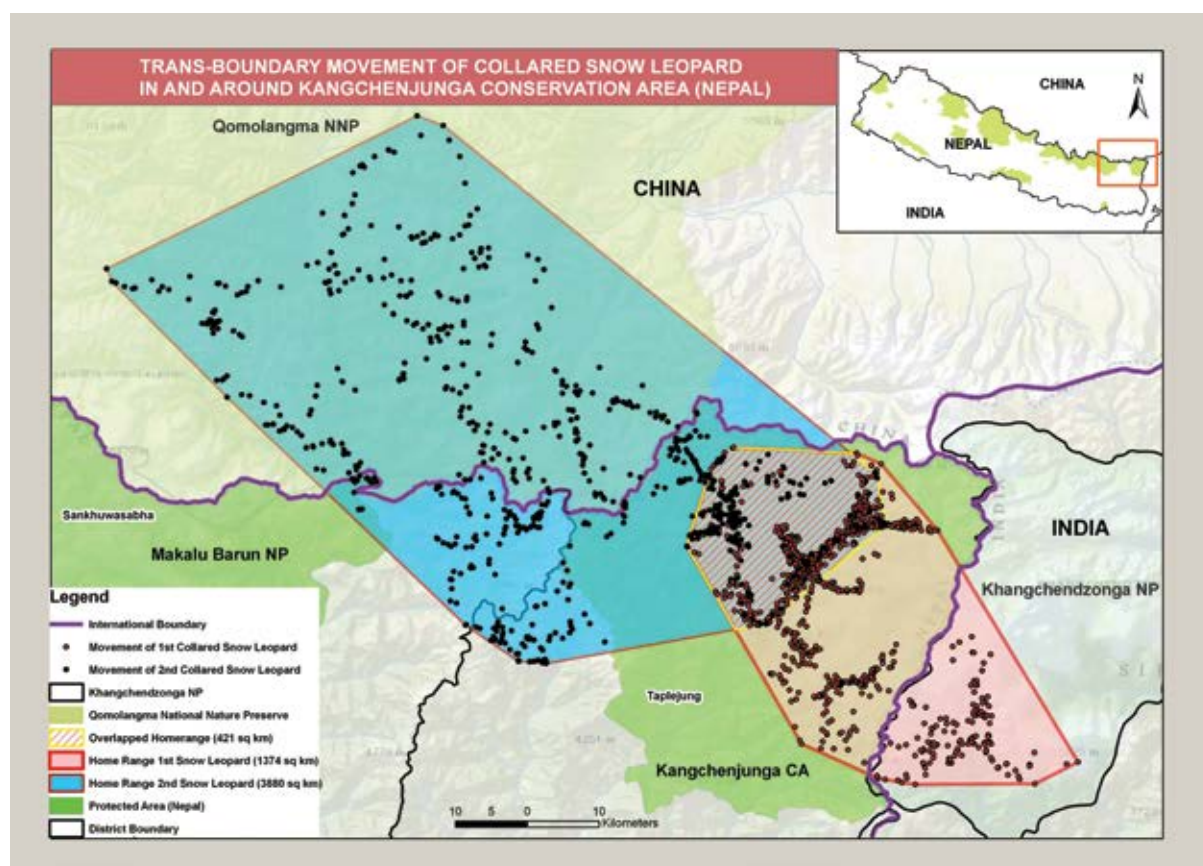 TRANS-BOUNDARY MOVEMENT OF COLLARED SNOW LEOPARD
IN AND AROUND KANGCHENJUNGA CONSERVATION AREA (NEPAL)
CHINA
N
NEPAL
INDIA
Qomolangma NNP
CHINA
CHINA
INDIA
INDIA
Khangchendzonga NP
Sankhuwasabha
Makalu Barun NP
Taplejung
Kangchenjunga CA
Legend
International Boundary
Movement of 1st Collared Snow Leopard
Movement of 2nd Collared Snow Leopard
Khangchendzonga NP
Qomolangma National Nature Preserve
Overlapped Homerange (421 sq km)
Home Range 1st Snow Leopard (1374 sq km)
Home Range 2nd Snow Leopard (3880 sq km)
Protected Area (Nepal)
District Boundary
10 0 10
Kilometers